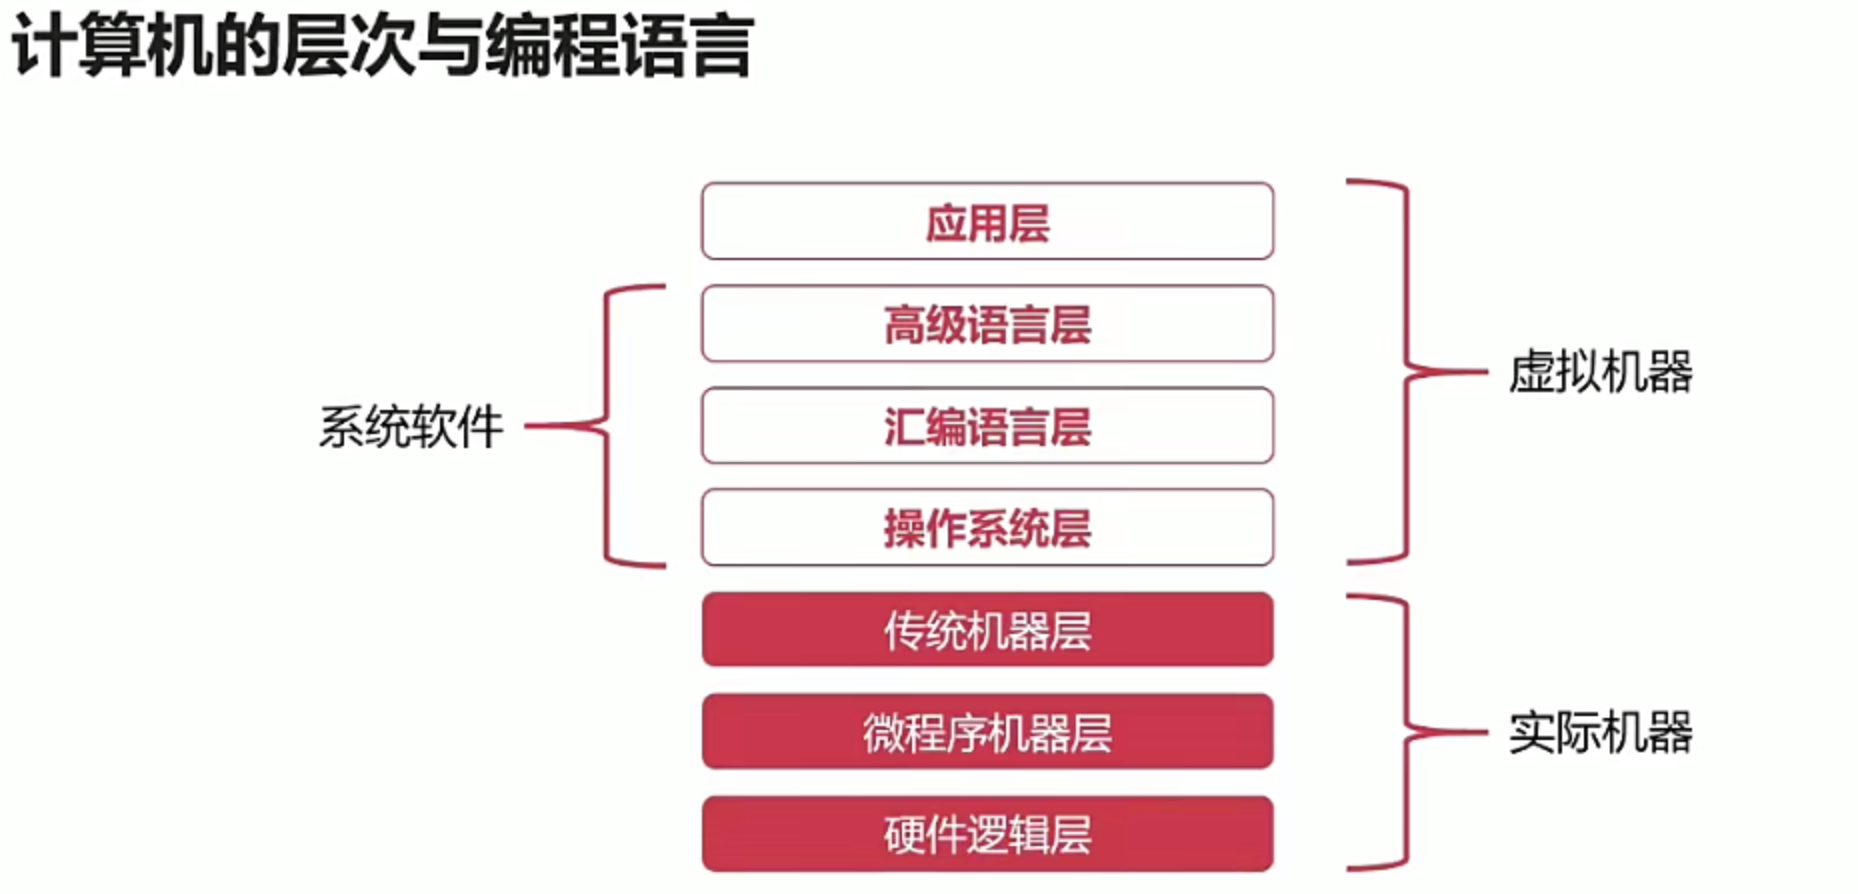 计算机的层次与编程语言
应用层
高级语言层
汇编语言层
操作系统层
传统机器层
微程序机器层
硬件逻辑层
系统软件
虚拟机器
实际机器